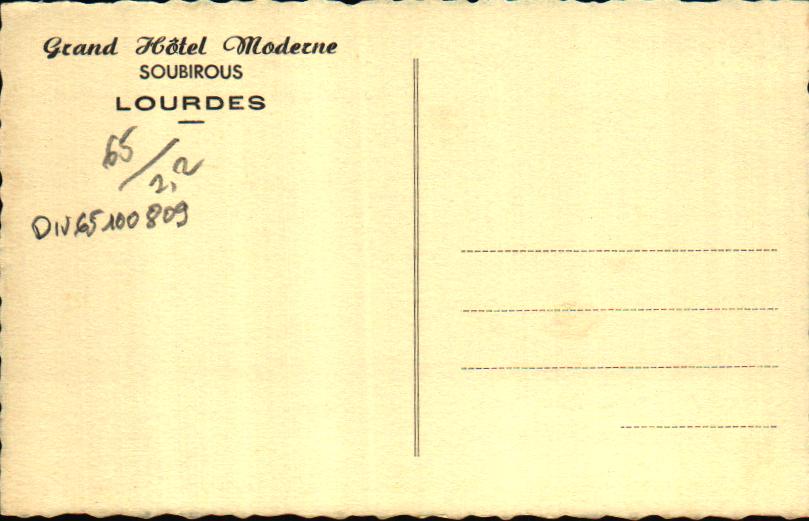 Grand Hôtel Moderne
SOUBIROUS
LOURDES
65/2,2
DIV65100809